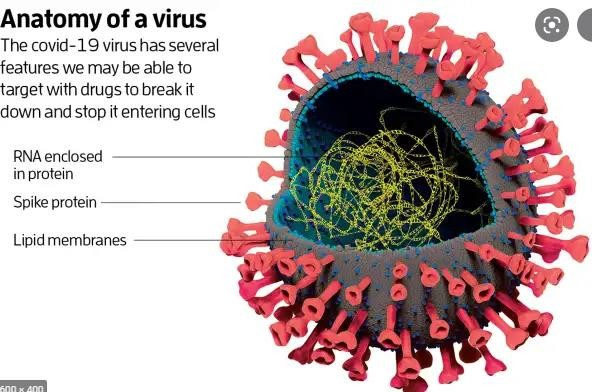 Anatomy of a virus
The covid-19 virus has several
features we may be able to
target with drugs to break it
down and stop it entering cells
RNA enclosed
in protein
Spike protein
Lipid membranes
600 × 400